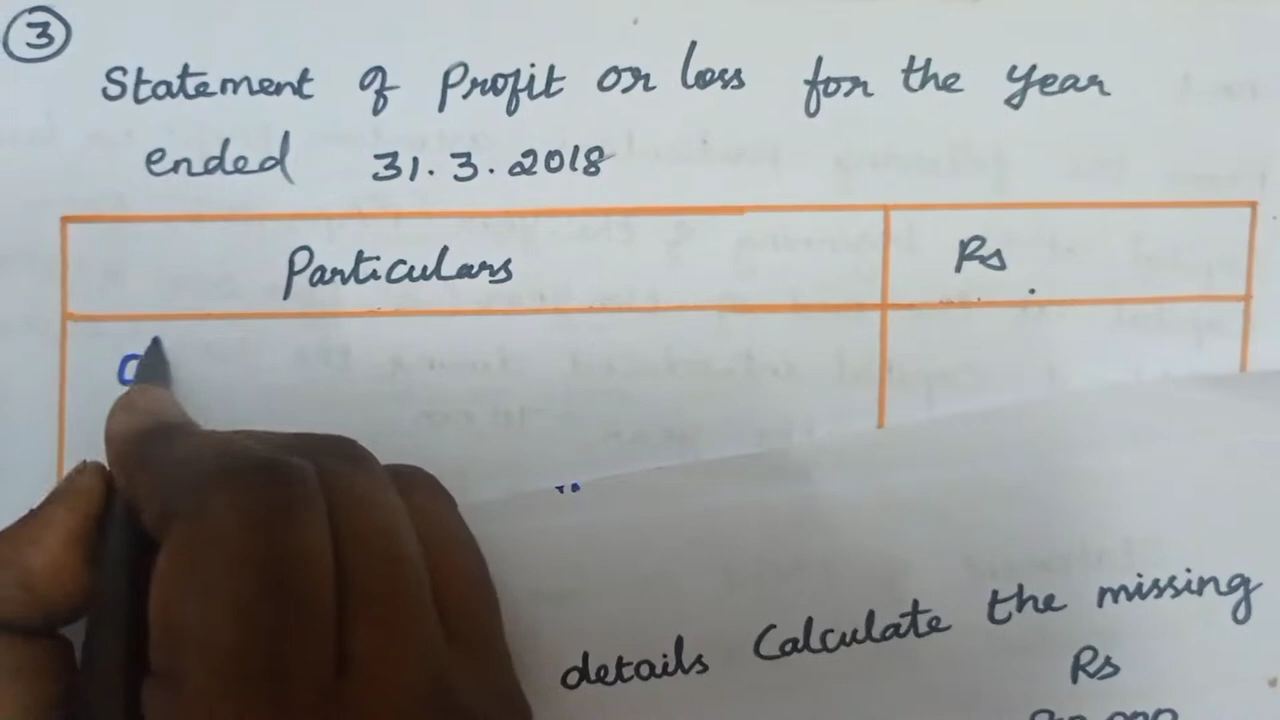 3
Statement of Profit or loss for the year
ended 31.3.2018
Particulars Rs
details Calculate the missing
Rs